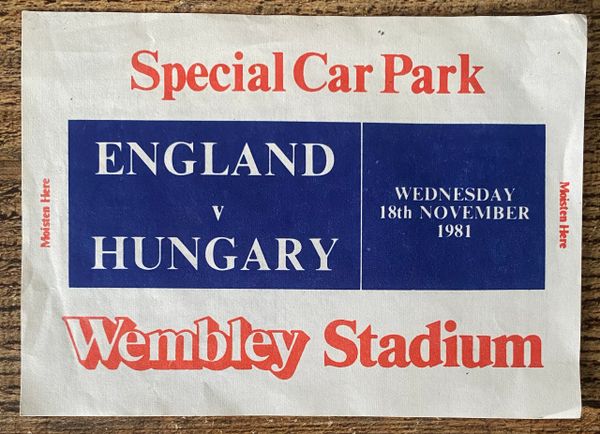 Special Car Park
ENGLAND
v
HUNGARY
WEDNESDAY
18th NOVEMBER
1981
Moisten Here
Moisten Here
Wembley Stadium